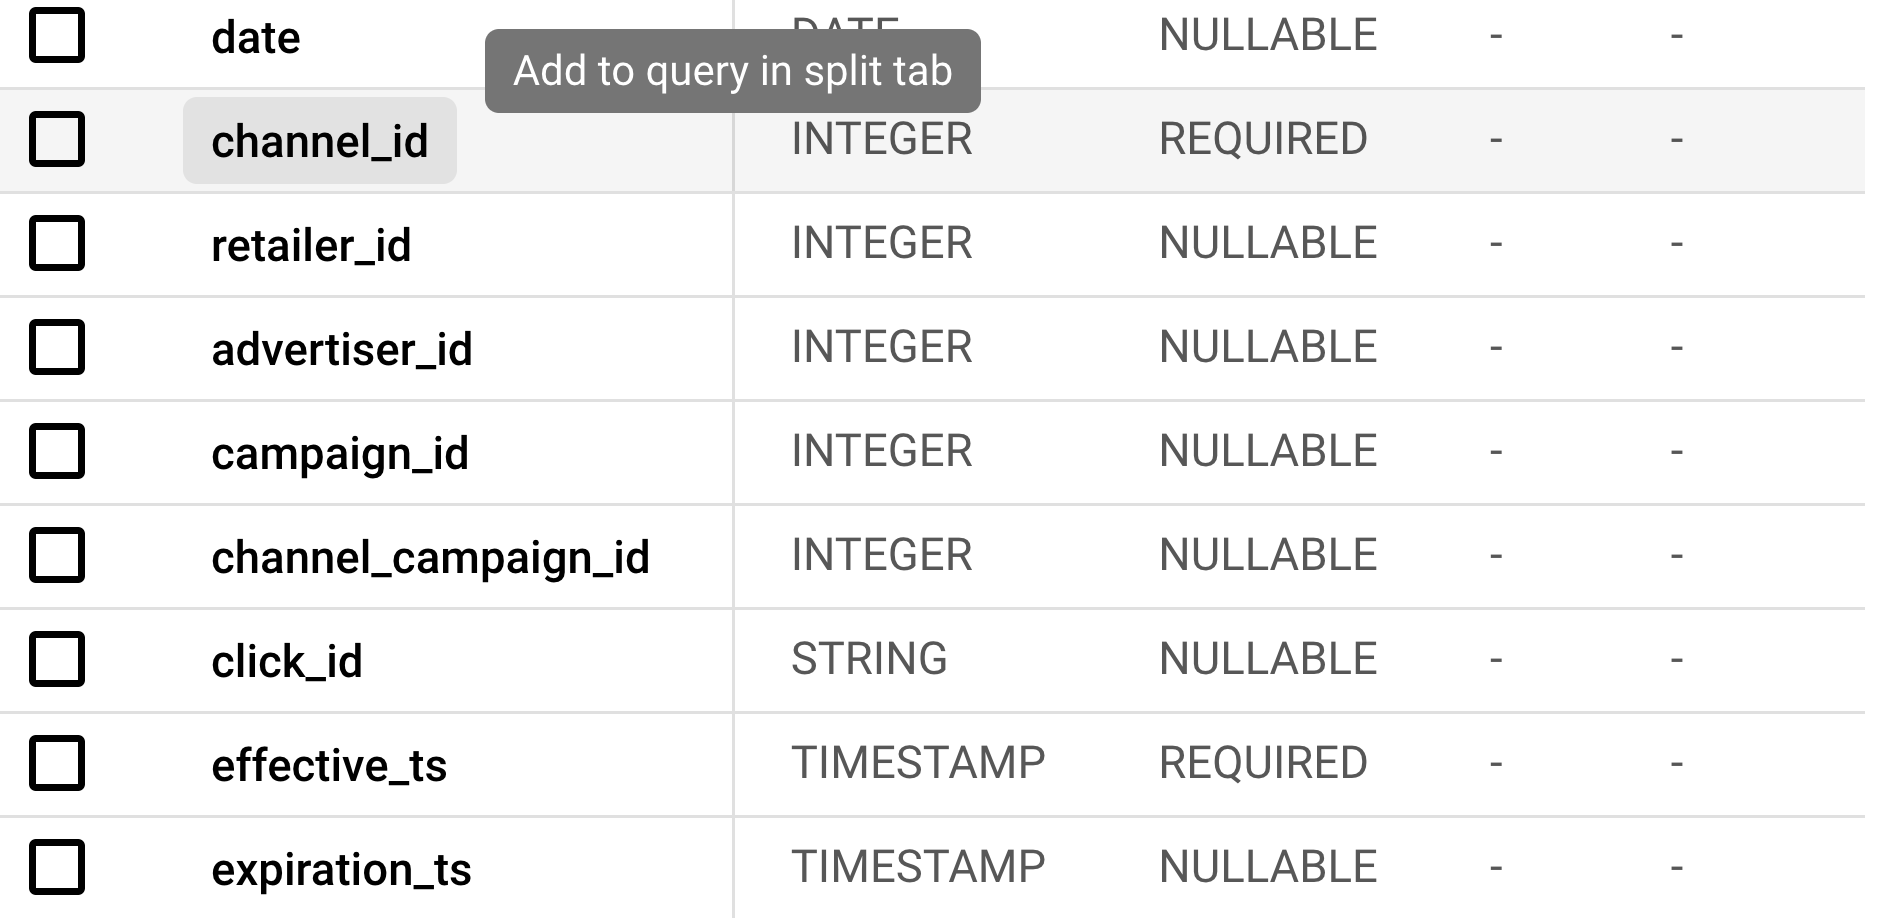 date DATE NULLABLE - -
Add to query in split tab
channel_id INTEGER REQUIRED - -
retailer_id INTEGER NULLABLE - -
advertiser_id INTEGER NULLABLE - -
campaign_id INTEGER NULLABLE - -
channel_campaign_id INTEGER NULLABLE - -
click_id STRING NULLABLE - -
effective_ts TIMESTAMP REQUIRED - -
expiration_ts TIMESTAMP NULLABLE - -